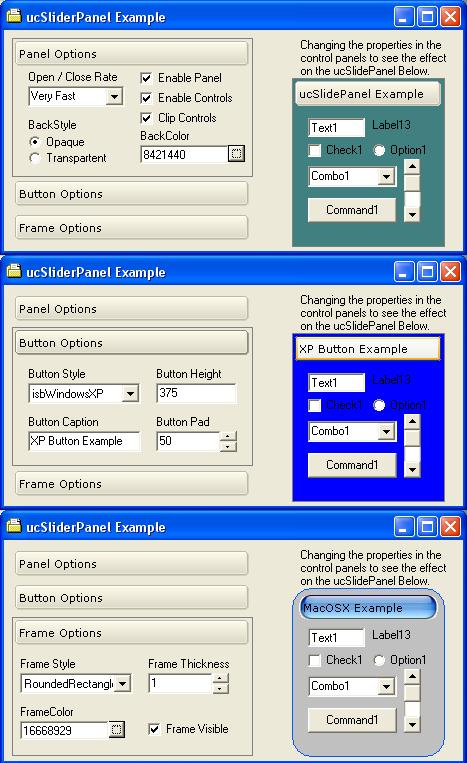 ucSliderPanel Example
Panel Options
Open / Close Rate
Very Fast
BackStyle
Opaque
Transpartent
Enable Panel
Enable Controls
Clip Controls
BackColor
8421440
Button Options
Frame Options
Changing the properties in the
control panels to see the effect
on the ucSlidePanel Below.
ucSlidePanel Example
Text1 Label13
Check1 Option1
Combo1
Command1
ucSliderPanel Example
Panel Options
Button Options
Button Style Button Height
isbWindowsXP 375
Button Caption Button Pad
XP Button Example 50
Frame Options
Changing the properties in the
control panels to see the effect
on the ucSlidePanel Below.
XP Button Example
Text1 Label13
Check1 Option1
Combo1
Command1
ucSliderPanel Example
Panel Options
Button Options
Frame Options
Frame Style Frame Thickness
RoundedRectangl 1
FrameColor
16668929 Frame Visible
Changing the properties in the
control panels to see the effect
on the ucSlidePanel Below.
MacOSX Example
Text1 Label13
Check1 Option1
Combo1
Command1